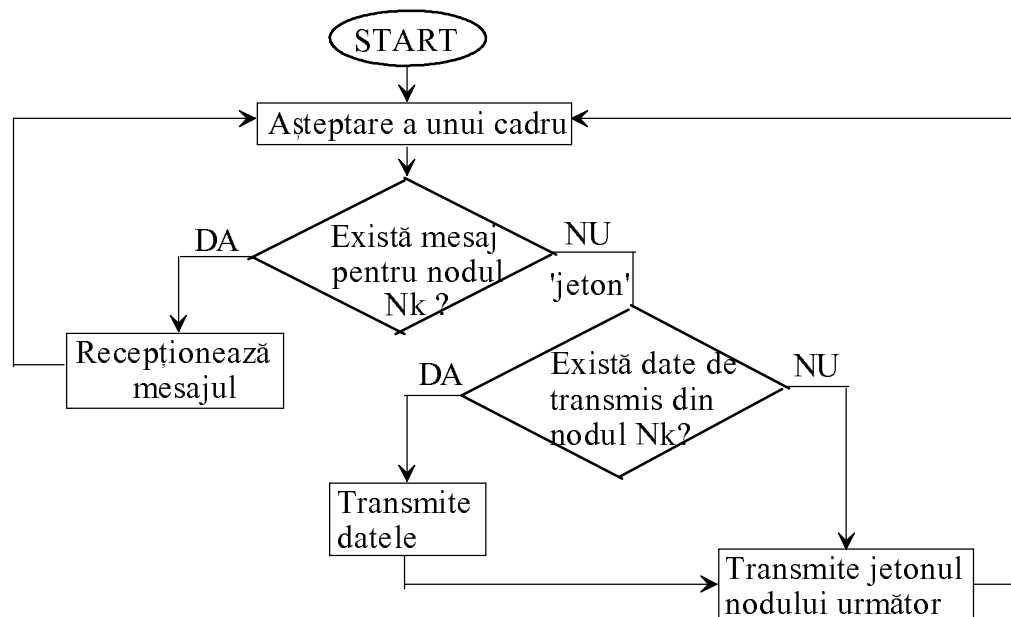 START
Așteptare a unui cadru
DA
NU
Există mesaj
pentru nodul
Nk ?
'jeton'
Recepționează
mesajul
DA
NU
Există date de
transmis din
nodul Nk?
Transmite
datele
Transmite jetonul
nodului următor